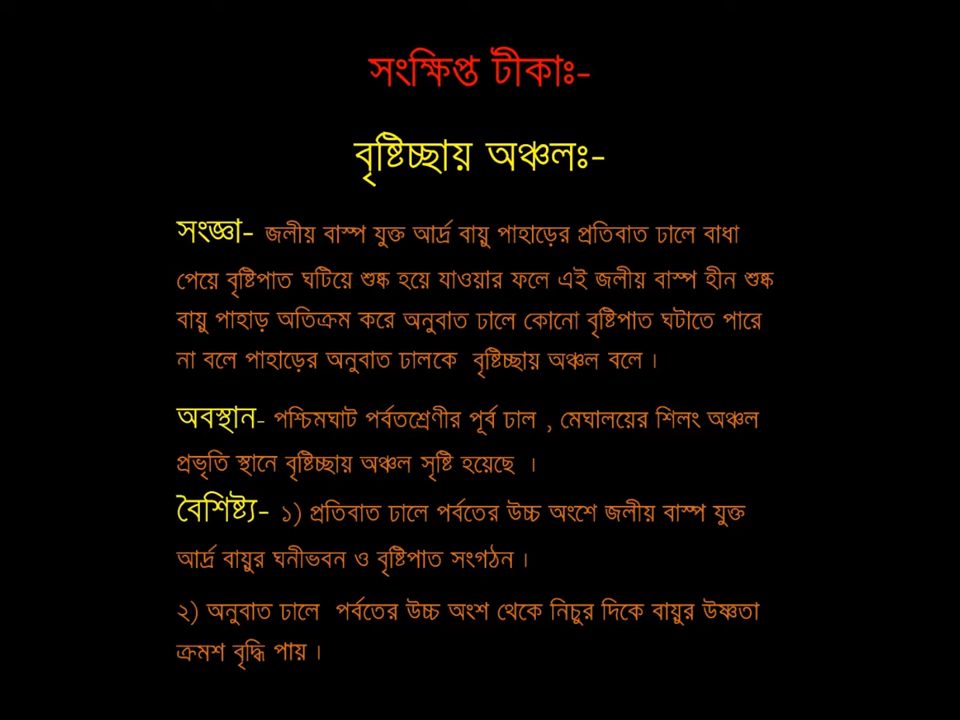 সংক্ষিপ্ত টীকাঃ-
বৃষ্টিচ্ছায় অঞ্চলঃ-
সংজ্ঞা- জলীয় বাস্প যুক্ত আর্দ্র বায়ু পাহাড়ের প্রতিবাত ঢালে বাধা
পেয়ে বৃষ্টিপাত ঘটিয়ে শুষ্ক হয়ে যাওয়ার ফলে এই জলীয় বাস্প হীন শুষ্ক
বায়ু পাহাড় অতিক্রম করে অনুবাত ঢালে কোনো বৃষ্টিপাত ঘটাতে পারে
না বলে পাহাড়ের অনুবাত ঢালকে বৃষ্টিচ্ছায় অঞ্চল বলে ।
অবস্থান- পশ্চিমঘাট পর্বতশ্রেণীর পূর্ব ঢাল , মেঘালয়ের শিলং অঞ্চল
প্রভৃতি স্থানে বৃষ্টিচ্ছায় অঞ্চল সৃষ্টি হয়েছে ।
বৈশিষ্ট্য- ১) প্রতিবাত ঢালে পর্বতের উচ্চ অংশে জলীয় বাস্প যুক্ত
আর্দ্র বায়ুর ঘনীভবন ও বৃষ্টিপাত সংগঠন ।
২) অনুবাত ঢালে পর্বতের উচ্চ অংশ থেকে নিচুর দিকে বায়ুর উষ্ণতা
ক্রমশ বৃদ্ধি পায় ।